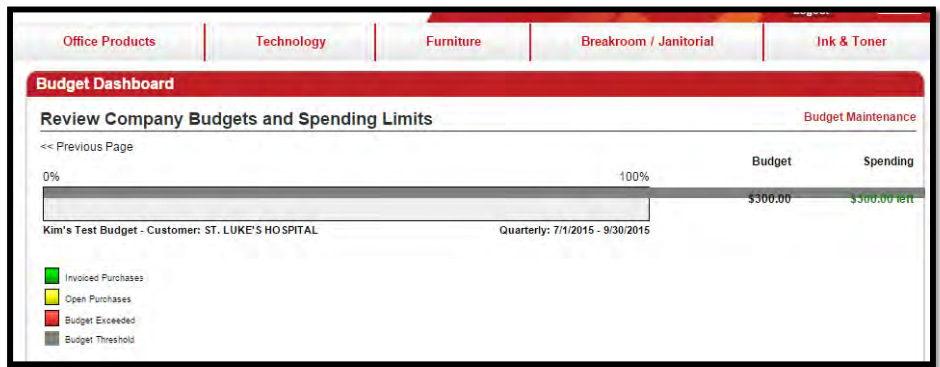 Logout
Office Products Technology Furniture Breakroom / Janitorial Ink & Toner
Budget Dashboard
Review Company Budgets and Spending Limits Budget Maintenance
<< Previous Page
Budget Spending
0% 100%
$300.00 $300.00 left
Kim's Test Budget - Customer: ST. LUKE'S HOSPITAL Quarterly: 7/1/2015 - 9/30/2015
Invoiced Purchases
Open Purchases
Budget Exceeded
Budget Threshold